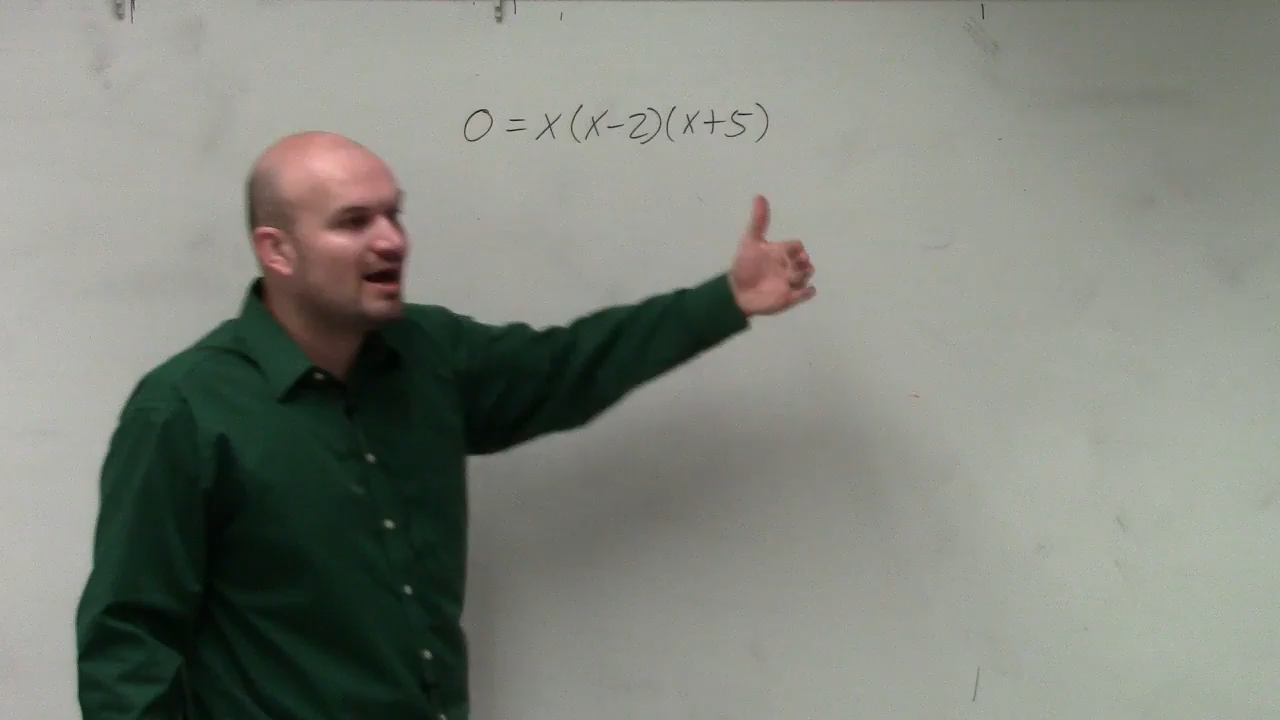 0 = x(x-2)(x+5)